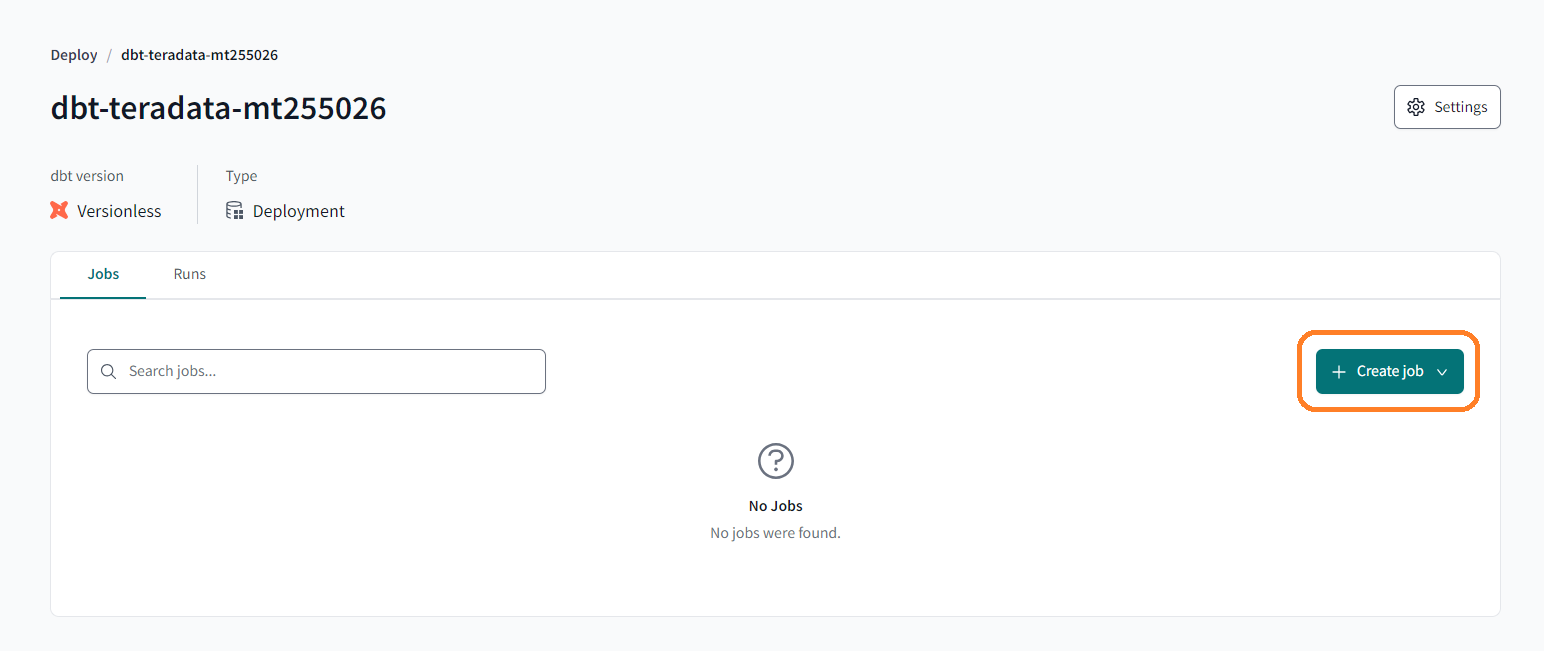 Deploy / dbt-teradata-mt255026
dbt-teradata-mt255026
Settings
dbt version
Type
Versionless
Deployment
Jobs
Runs
Search jobs...
Create job
No Jobs
No jobs were found.